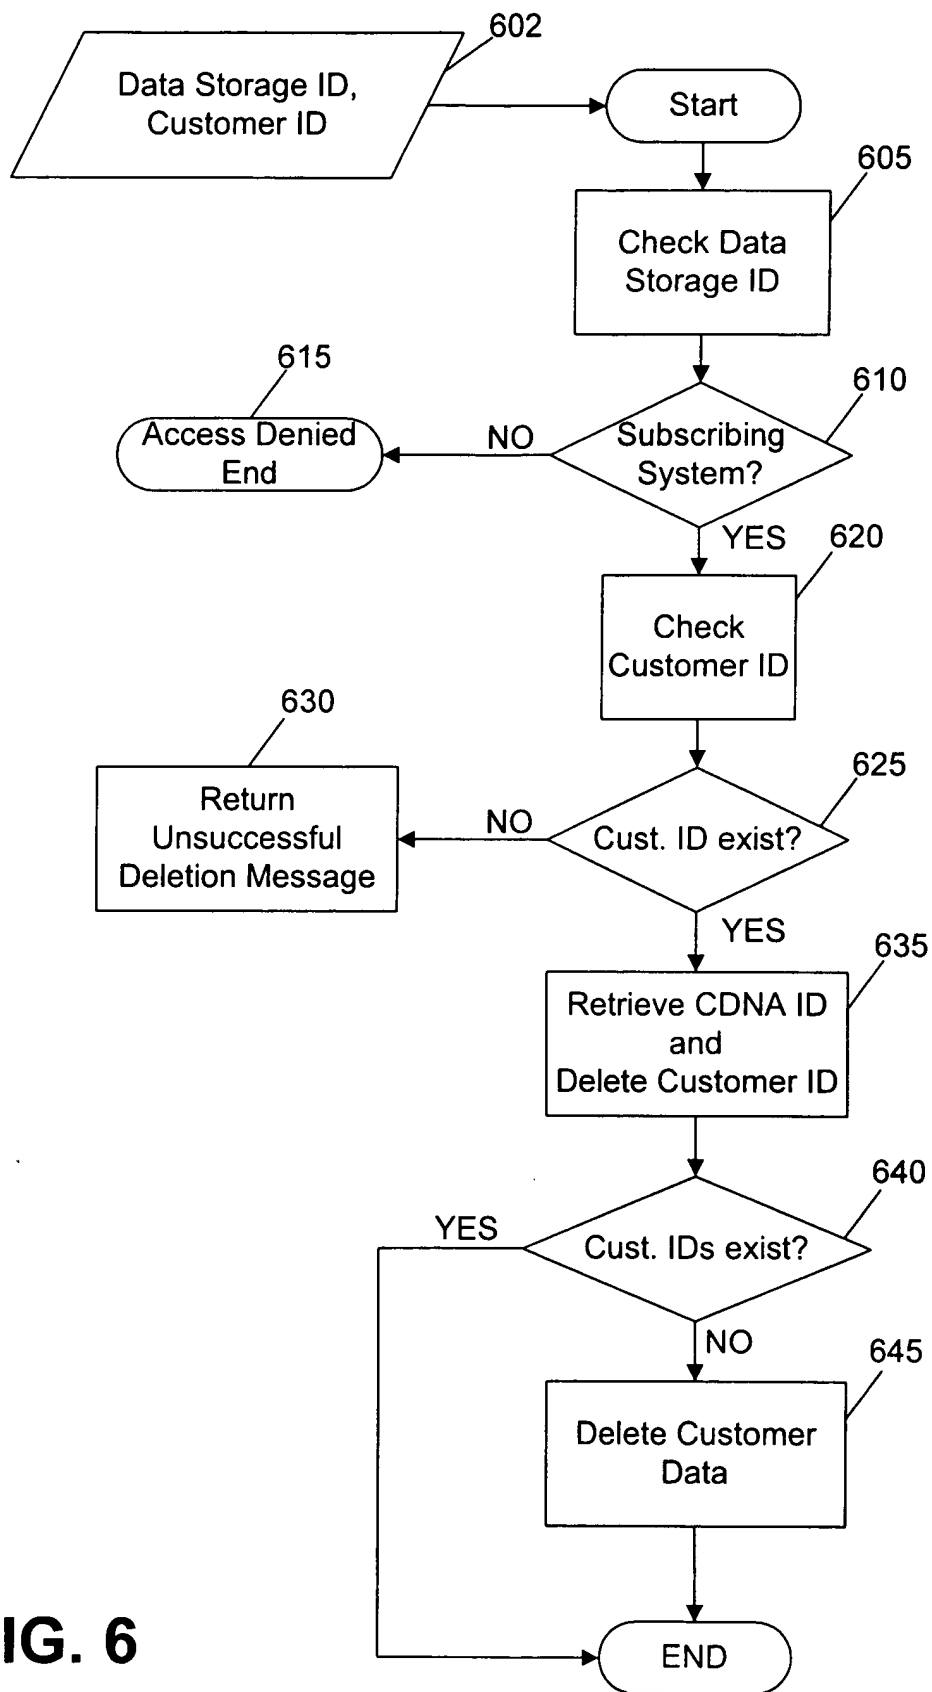 602
Data Storage ID,
Customer ID
Start
605
Check Data
Storage ID
615
610
Access Denied
End
NO
Subscribing
System?
YES
620
Check
Customer ID
630
625
Return
Unsuccessful
Deletion Message
NO
Cust. ID exist?
YES
635
Retrieve CDNA ID
and
Delete Customer ID
640
YES
Cust. IDs exist?
NO
645
Delete Customer
Data
END
IG. 6